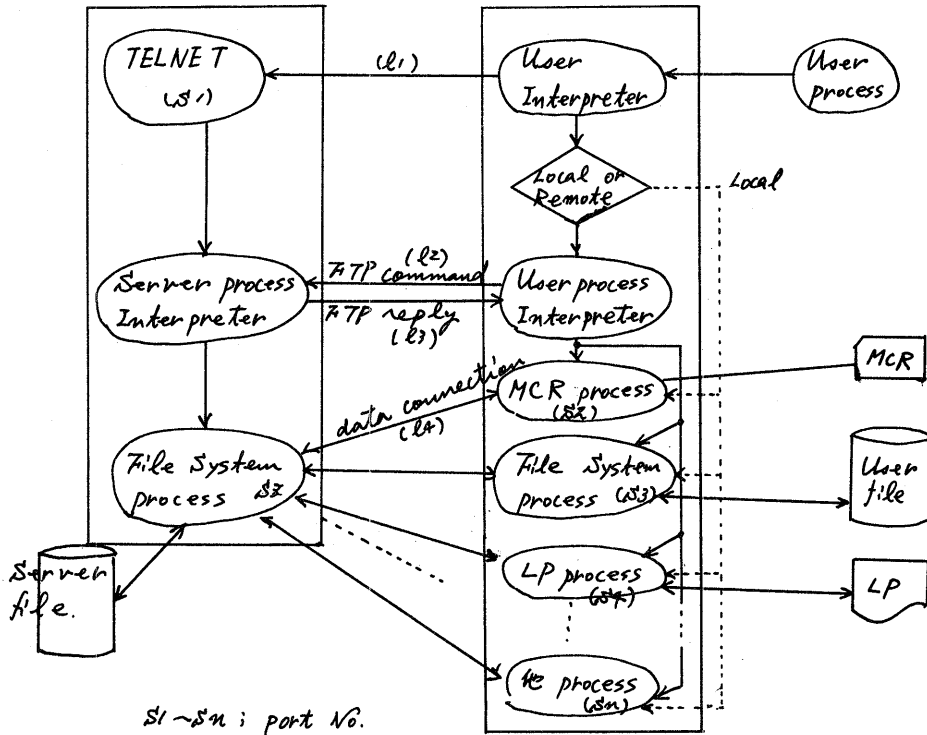 TELNET
(S1)
(l1)
User
Interpreter
User
process
Local or
Remote
Local
Server process
Interpreter
(l2)
FTP command
FTP reply
(l3)
User process
Interpreter
data connection
(l4)
MCR process
(S2)
MCR
File System
process S2
File System
process (S3)
User
file
Server
file.
LP process
(S4)
LP
process
(Sn)
S1 ~ Sn ; port No.